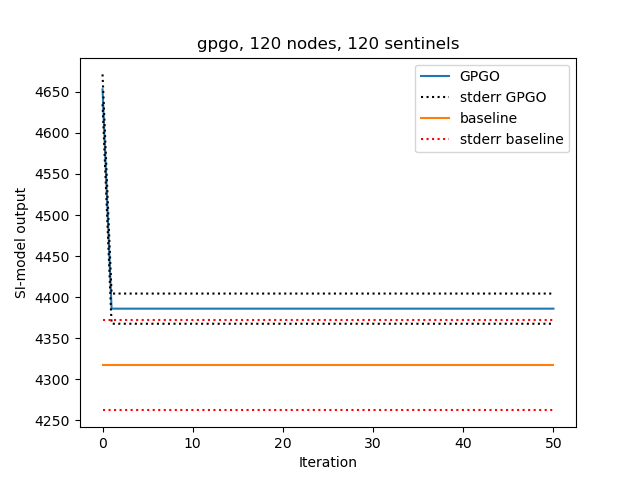 gpgo, 120 nodes, 120 sentinels
GPGO
stderr GPGO
baseline
stderr baseline
SI-model output
4650
4600
4550
4500
4450
4400
4350
4300
4250
0 10 20 30 40 50
Iteration